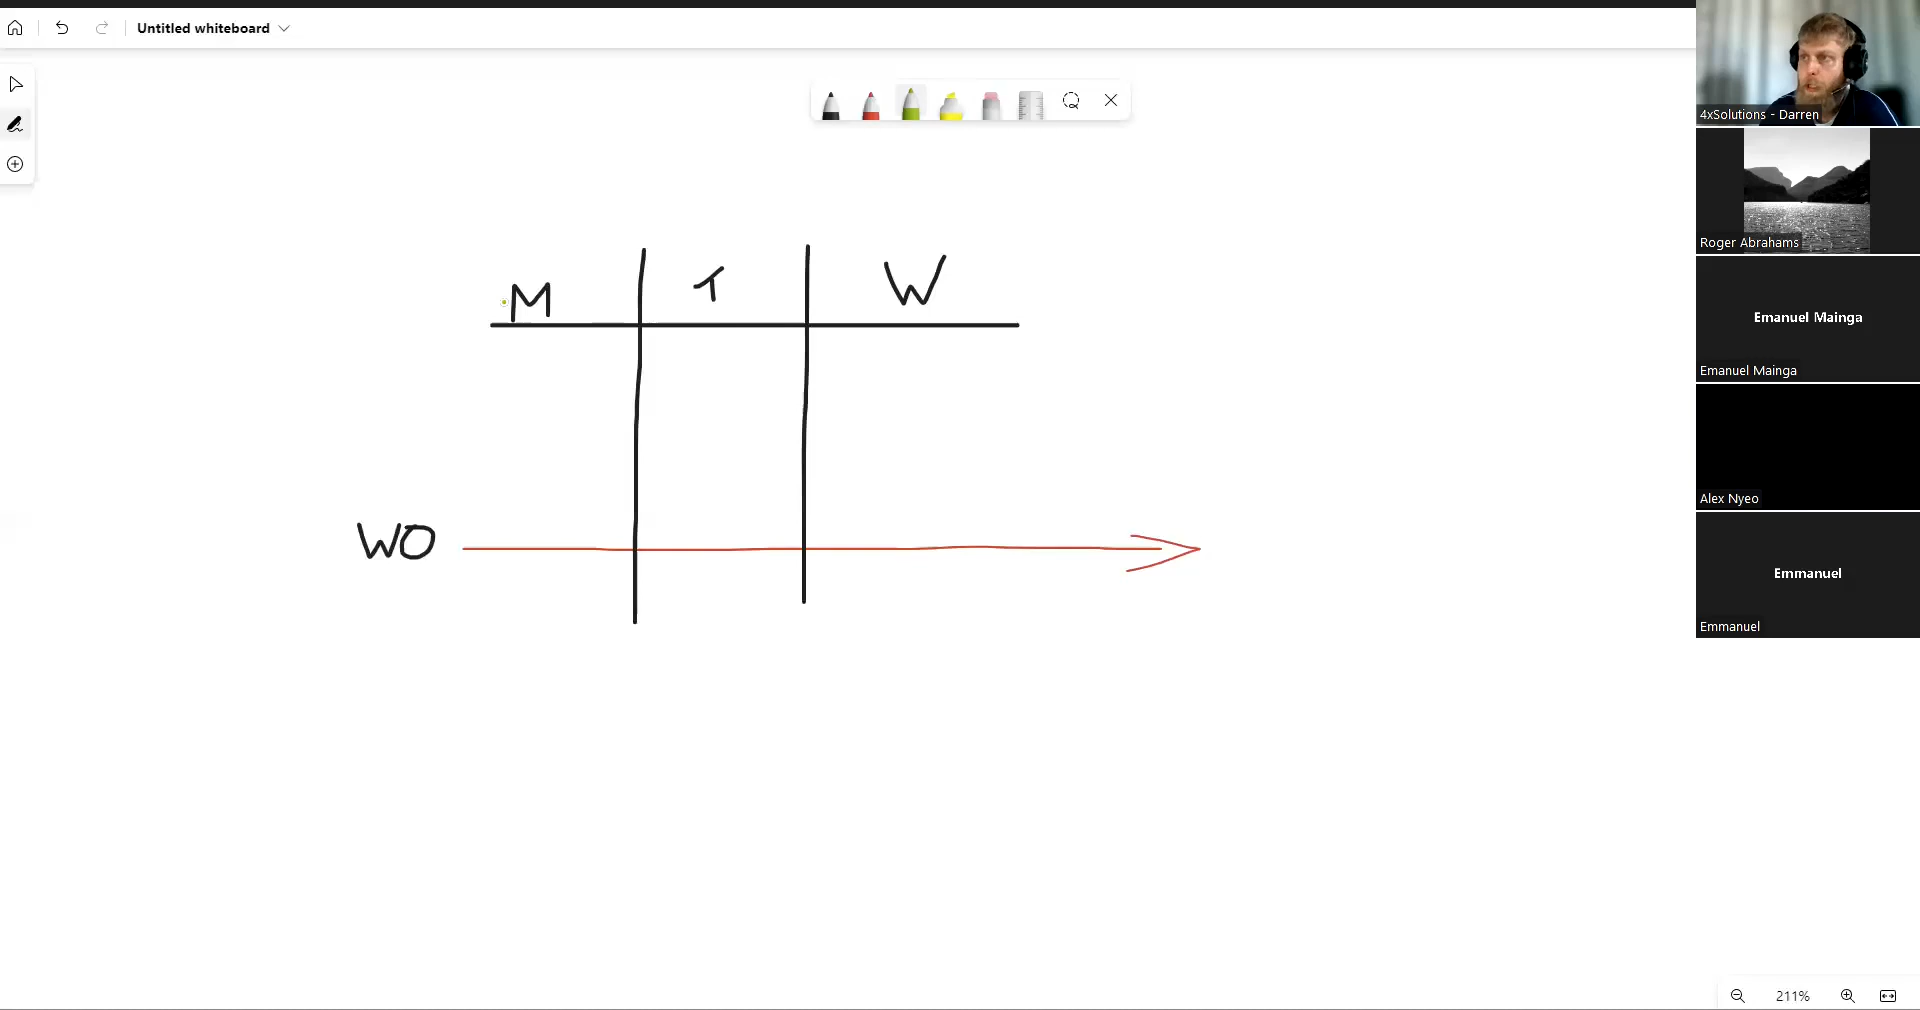 Untitled whiteboard
4xSolutions - Darren
Roger Abrahams
M T W
Emanuel Mainga
Emanuel Mainga
Alex Nyeo
WO
Emmanuel
Emmanuel
211%